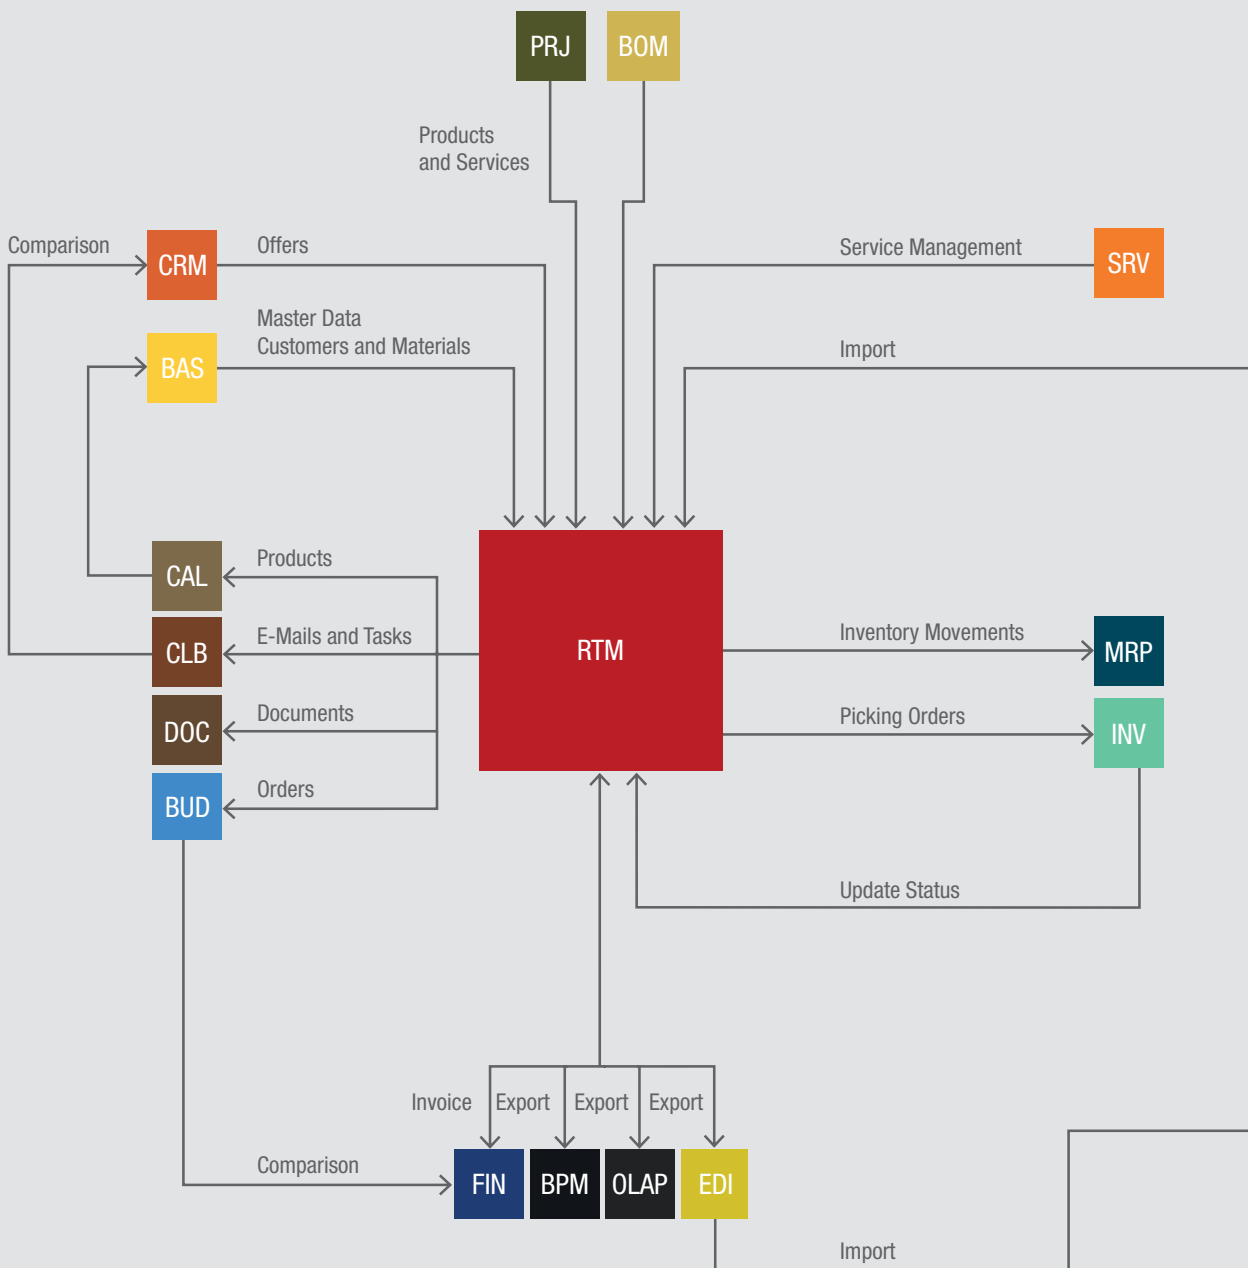 PRJ
BOM
Products
and Services
Comparison
CRM
Offers
Service Management
SRV
Master Data
Customers and Materials
BAS
Import
CAL
Products
CLB
E-Mails and Tasks
RTM
Inventory Movements
MRP
DOC
Documents
Picking Orders
INV
BUD
Orders
Update Status
Invoice
Export
Export
Export
Comparison
FIN
BPM
OLAP
EDI
Import